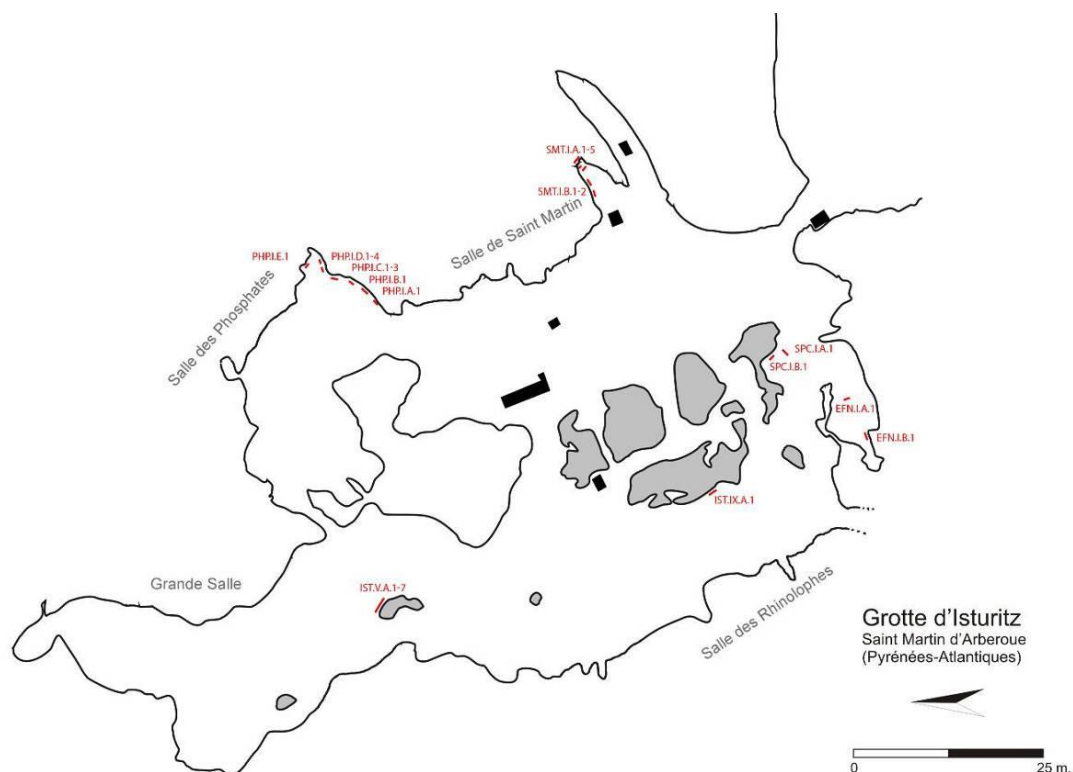 SMT.I.A.1-5
SMT.I.B.1-2
Salle de Saint Martin
PHP.I.E.1
PHP.I.D.1-4
PHP.I.C.1-3
PHP.I.B.1
PHP.I.A.1
Salle des Phosphates
SPC.I.A.1
SPC.I.B.1
EFN.I.A.1
EFN.I.B.1
IST.IX.A.1
Grande Salle
IST.V.A.1-7
Salle des Rhinolophes
Grotte d'Isturitz
Saint Martin d'Arberoue
(Pyrénées-Atlantiques)
0 25 m.